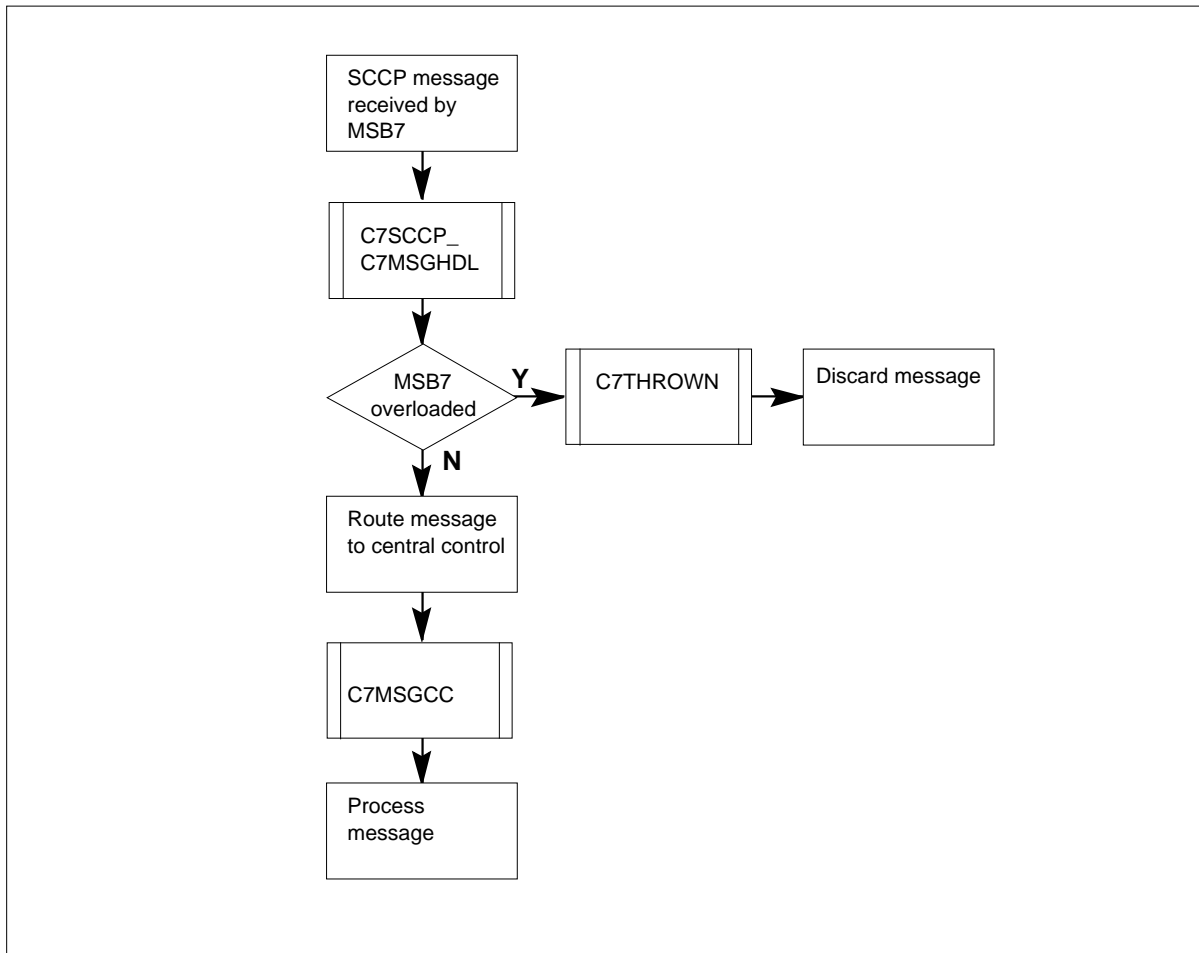 SCCP message
received by
MSB7
C7SCCP_
C7MSGHDL
MSB7
overloaded
Y
C7THROWN
Discard message
N
Route message
to central control
C7MSGCC
Process
message